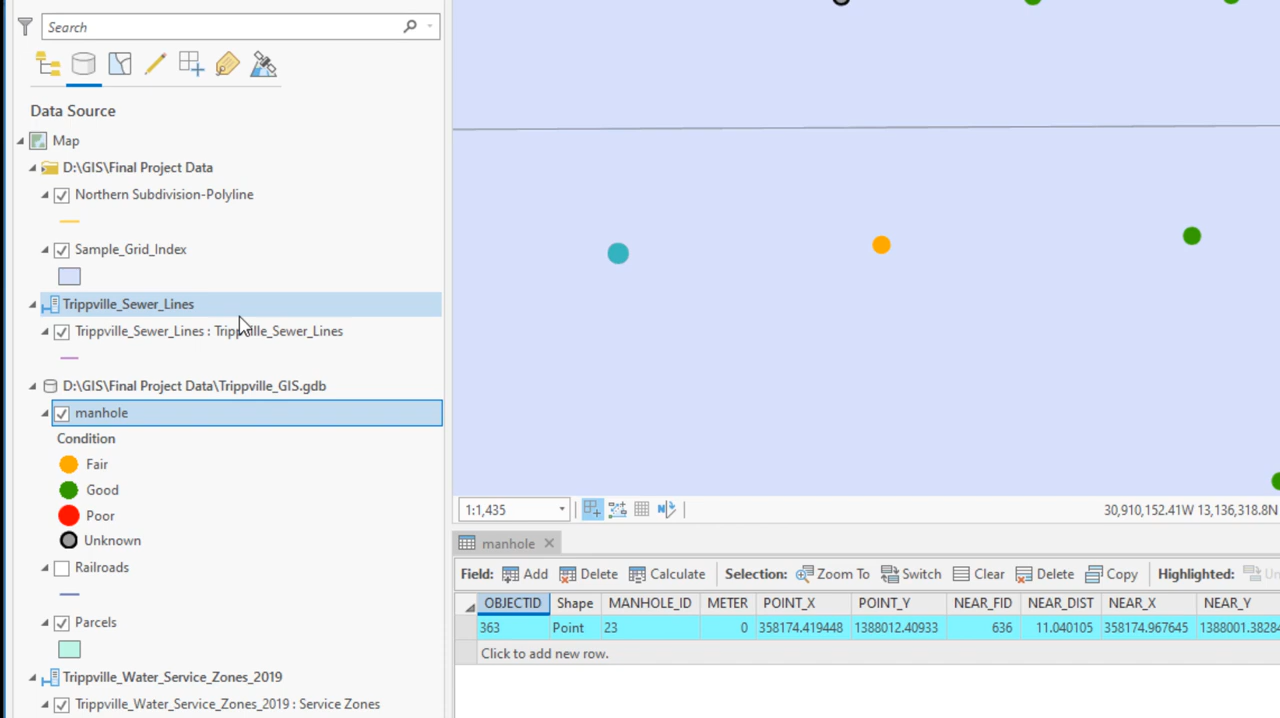 Search
Data Source
Map
D:\GIS\Final Project Data
Northern Subdivision-Polyline
Sample_Grid_Index
Trippville_Sewer_Lines
Trippville_Sewer_Lines : Trippville_Sewer_Lines
D:\GIS\Final Project Data\Trippville_GIS.gdb
manhole
Condition
Fair
Good
Poor
Unknown
Railroads
Parcels
Trippville_Water_Service_Zones_2019
Trippville_Water_Service_Zones_2019 : Service Zones
1:1,435
30,910,152.41W 13,136,318.8N
manhole
Field: Add Delete Calculate Selection: Zoom To Switch Clear Delete Copy Highlighted:
OBJECTID Shape MANHOLE_ID METER POINT_X POINT_Y NEAR_FID NEAR_DIST NEAR_X NEAR_Y
363 Point 23 0 358174.419448 1388012.40933 636 11.040105 358174.967645 1388001.38284
Click to add new row.